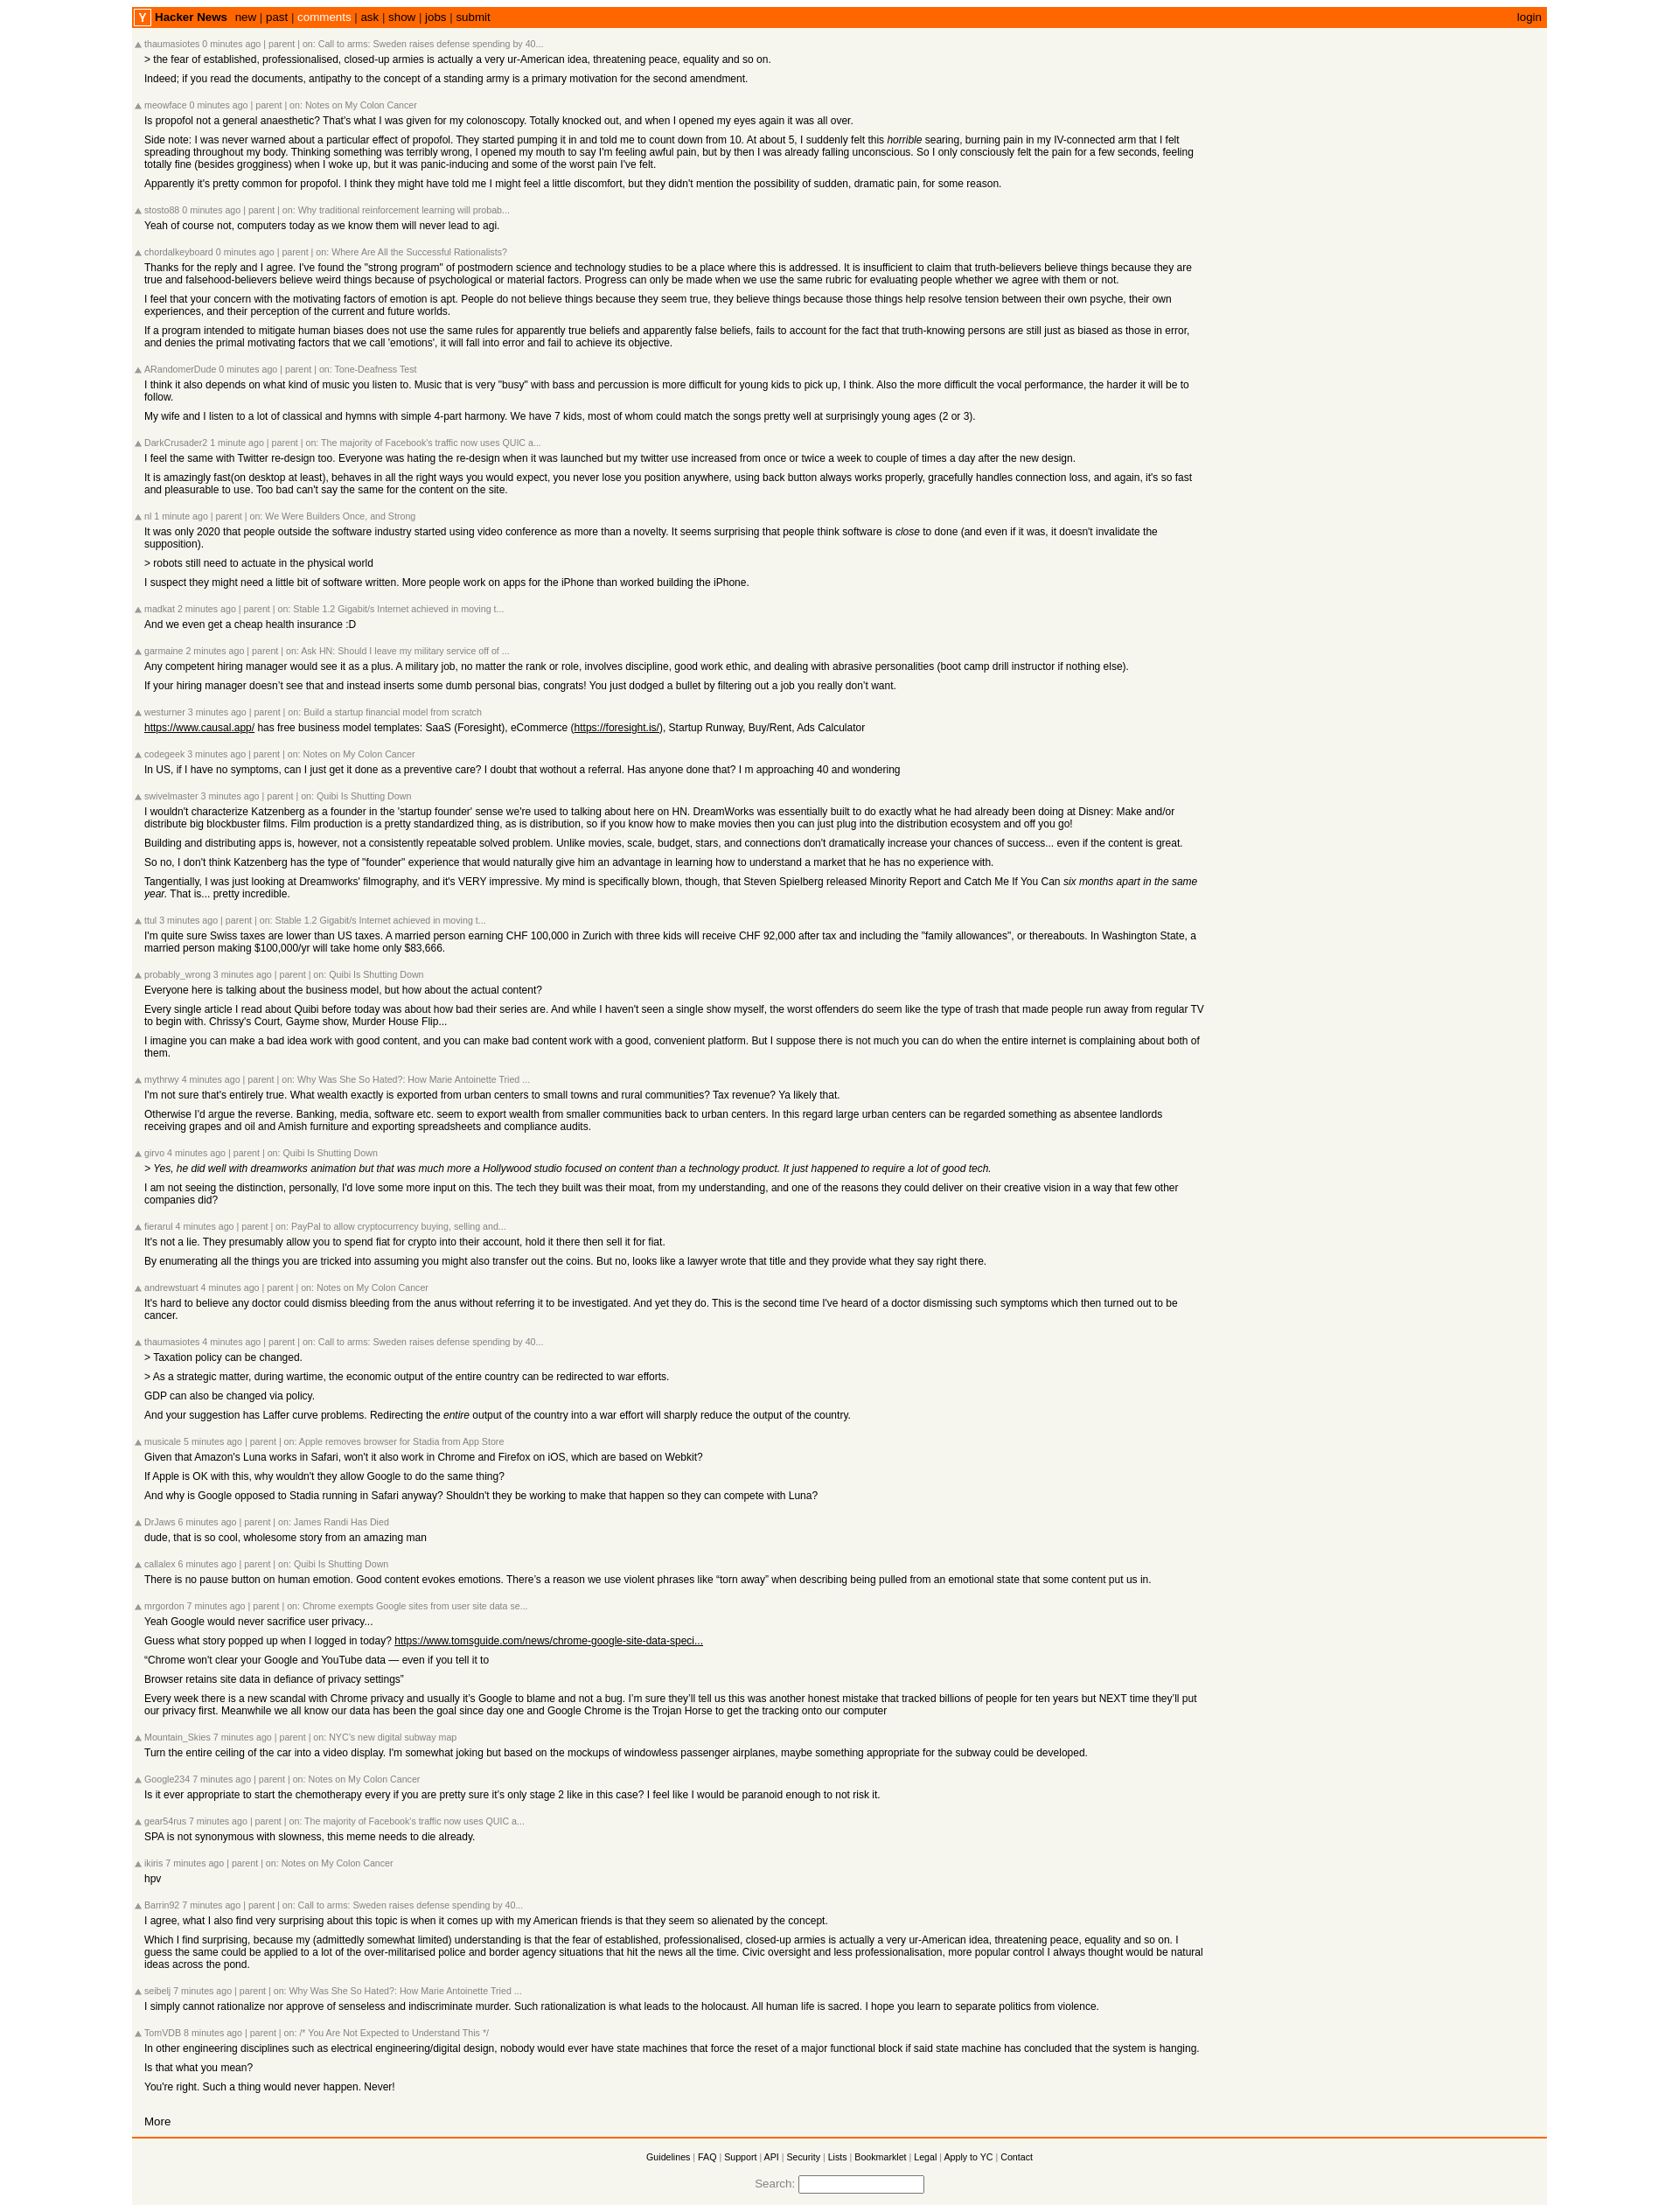 Y Hacker News new | past | comments | ask | show | jobs | submit login
thaumasiotes 0 minutes ago | parent | on: Call to arms: Sweden raises defense spending by 40...
> the fear of established, professionalised, closed-up armies is actually a very ur-American idea, threatening peace, equality and so on.
Indeed; if you read the documents, antipathy to the concept of a standing army is a primary motivation for the second amendment.
meowface 0 minutes ago | parent | on: Notes on My Colon Cancer
Is propofol not a general anaesthetic? That's what I was given for my colonoscopy. Totally knocked out, and when I opened my eyes again it was all over.
Side note: I was never warned about a particular effect of propofol. They started pumping it in and told me to count down from 10. At about 5, I suddenly felt this horrible searing, burning pain in my IV-connected arm that I felt
spreading throughout my body. Thinking something was terribly wrong, I opened my mouth to say I'm feeling awful pain, but by then I was already falling unconscious. So I only consciously felt the pain for a few seconds, feeling
totally fine (besides grogginess) when I woke up, but it was panic-inducing and some of the worst pain I've felt.
Apparently it's pretty common for propofol. I think they might have told me I might feel a little discomfort, but they didn't mention the possibility of sudden, dramatic pain, for some reason.
stosto88 0 minutes ago | parent | on: Why traditional reinforcement learning will probab...
Yeah of course not, computers today as we know them will never lead to agi.
chordalkeyboard 0 minutes ago | parent | on: Where Are All the Successful Rationalists?
Thanks for the reply and I agree. I've found the "strong program" of postmodern science and technology studies to be a place where this is addressed. It is insufficient to claim that truth-believers believe things because they are
true and falsehood-believers believe weird things because of psychological or material factors. Progress can only be made when we use the same rubric for evaluating people whether we agree with them or not.
I feel that your concern with the motivating factors of emotion is apt. People do not believe things because they seem true, they believe things because those things help resolve tension between their own psyche, their own
experiences, and their perception of the current and future worlds.
If a program intended to mitigate human biases does not use the same rules for apparently true beliefs and apparently false beliefs, fails to account for the fact that truth-knowing persons are still just as biased as those in error,
and denies the primal motivating factors that we call 'emotions', it will fall into error and fail to achieve its objective.
ARandomerDude 0 minutes ago | parent | on: Tone-Deafness Test
I think it also depends on what kind of music you listen to. Music that is very "busy" with bass and percussion is more difficult for young kids to pick up, I think. Also the more difficult the vocal performance, the harder it will be to
follow.
My wife and I listen to a lot of classical and hymns with simple 4-part harmony. We have 7 kids, most of whom could match the songs pretty well at surprisingly young ages (2 or 3).
DarkCrusader2 1 minute ago | parent | on: The majority of Facebook's traffic now uses QUIC a...
I feel the same with Twitter re-design too. Everyone was hating the re-design when it was launched but my twitter use increased from once or twice a week to couple of times a day after the new design.
It is amazingly fast(on desktop at least), behaves in all the right ways you would expect, you never lose you position anywhere, using back button always works properly, gracefully handles connection loss, and again, it's so fast
and pleasurable to use. Too bad can't say the same for the content on the site.
nl 1 minute ago | parent | on: We Were Builders Once, and Strong
It was only 2020 that people outside the software industry started using video conference as more than a novelty. It seems surprising that people think software is close to done (and even if it was, it doesn't invalidate the
supposition).
> robots still need to actuate in the physical world
I suspect they might need a little bit of software written. More people work on apps for the iPhone than worked building the iPhone.
madkat 2 minutes ago | parent | on: Stable 1.2 Gigabit/s Internet achieved in moving t...
And we even get a cheap health insurance :D
garmaine 2 minutes ago | parent | on: Ask HN: Should I leave my military service off of ...
Any competent hiring manager would see it as a plus. A military job, no matter the rank or role, involves discipline, good work ethic, and dealing with abrasive personalities (boot camp drill instructor if nothing else).
If your hiring manager doesn’t see that and instead inserts some dumb personal bias, congrats! You just dodged a bullet by filtering out a job you really don’t want.
westurner 3 minutes ago | parent | on: Build a startup financial model from scratch
https://www.causal.app/ has free business model templates: SaaS (Foresight), eCommerce (https://foresight.is/), Startup Runway, Buy/Rent, Ads Calculator
codegeek 3 minutes ago | parent | on: Notes on My Colon Cancer
In US, if I have no symptoms, can I just get it done as a preventive care? I doubt that wothout a referral. Has anyone done that? I m approaching 40 and wondering
swivelmaster 3 minutes ago | parent | on: Quibi Is Shutting Down
I wouldn't characterize Katzenberg as a founder in the 'startup founder' sense we're used to talking about here on HN. DreamWorks was essentially built to do exactly what he had already been doing at Disney: Make and/or
distribute big blockbuster films. Film production is a pretty standardized thing, as is distribution, so if you know how to make movies then you can just plug into the distribution ecosystem and off you go!
Building and distributing apps is, however, not a consistently repeatable solved problem. Unlike movies, scale, budget, stars, and connections don't dramatically increase your chances of success... even if the content is great.
So no, I don't think Katzenberg has the type of "founder" experience that would naturally give him an advantage in learning how to understand a market that he has no experience with.
Tangentially, I was just looking at Dreamworks' filmography, and it's VERY impressive. My mind is specifically blown, though, that Steven Spielberg released Minority Report and Catch Me If You Can six months apart in the same
year. That is... pretty incredible.
ttul 3 minutes ago | parent | on: Stable 1.2 Gigabit/s Internet achieved in moving t...
I'm quite sure Swiss taxes are lower than US taxes. A married person earning CHF 100,000 in Zurich with three kids will receive CHF 92,000 after tax and including the "family allowances", or thereabouts. In Washington State, a
married person making $100,000/yr will take home only $83,666.
probably_wrong 3 minutes ago | parent | on: Quibi Is Shutting Down
Everyone here is talking about the business model, but how about the actual content?
Every single article I read about Quibi before today was about how bad their series are. And while I haven't seen a single show myself, the worst offenders do seem like the type of trash that made people run away from regular TV
to begin with. Chrissy's Court, Gayme show, Murder House Flip...
I imagine you can make a bad idea work with good content, and you can make bad content work with a good, convenient platform. But I suppose there is not much you can do when the entire internet is complaining about both of
them.
mythrwy 4 minutes ago | parent | on: Why Was She So Hated?: How Marie Antoinette Tried ...
I'm not sure that's entirely true. What wealth exactly is exported from urban centers to small towns and rural communities? Tax revenue? Ya likely that.
Otherwise I'd argue the reverse. Banking, media, software etc. seem to export wealth from smaller communities back to urban centers. In this regard large urban centers can be regarded something as absentee landlords
receiving grapes and oil and Amish furniture and exporting spreadsheets and compliance audits.
girvo 4 minutes ago | parent | on: Quibi Is Shutting Down
> Yes, he did well with dreamworks animation but that was much more a Hollywood studio focused on content than a technology product. It just happened to require a lot of good tech.
I am not seeing the distinction, personally, I'd love some more input on this. The tech they built was their moat, from my understanding, and one of the reasons they could deliver on their creative vision in a way that few other
companies did?
fierarul 4 minutes ago | parent | on: PayPal to allow cryptocurrency buying, selling and...
It's not a lie. They presumably allow you to spend fiat for crypto into their account, hold it there then sell it for fiat.
By enumerating all the things you are tricked into assuming you might also transfer out the coins. But no, looks like a lawyer wrote that title and they provide what they say right there.
andrewstuart 4 minutes ago | parent | on: Notes on My Colon Cancer
It's hard to believe any doctor could dismiss bleeding from the anus without referring it to be investigated. And yet they do. This is the second time I've heard of a doctor dismissing such symptoms which then turned out to be
cancer.
thaumasiotes 4 minutes ago | parent | on: Call to arms: Sweden raises defense spending by 40...
> Taxation policy can be changed.
> As a strategic matter, during wartime, the economic output of the entire country can be redirected to war efforts.
GDP can also be changed via policy.
And your suggestion has Laffer curve problems. Redirecting the entire output of the country into a war effort will sharply reduce the output of the country.
musicale 5 minutes ago | parent | on: Apple removes browser for Stadia from App Store
Given that Amazon's Luna works in Safari, won't it also work in Chrome and Firefox on iOS, which are based on Webkit?
If Apple is OK with this, why wouldn't they allow Google to do the same thing?
And why is Google opposed to Stadia running in Safari anyway? Shouldn't they be working to make that happen so they can compete with Luna?
DrJaws 6 minutes ago | parent | on: James Randi Has Died
dude, that is so cool, wholesome story from an amazing man
callalex 6 minutes ago | parent | on: Quibi Is Shutting Down
There is no pause button on human emotion. Good content evokes emotions. There’s a reason we use violent phrases like “torn away” when describing being pulled from an emotional state that some content put us in.
mrgordon 7 minutes ago | parent | on: Chrome exempts Google sites from user site data se...
Yeah Google would never sacrifice user privacy...
Guess what story popped up when I logged in today? https://www.tomsguide.com/news/chrome-google-site-data-speci...
“Chrome won't clear your Google and YouTube data — even if you tell it to
Browser retains site data in defiance of privacy settings”
Every week there is a new scandal with Chrome privacy and usually it’s Google to blame and not a bug. I’m sure they’ll tell us this was another honest mistake that tracked billions of people for ten years but NEXT time they’ll put
our privacy first. Meanwhile we all know our data has been the goal since day one and Google Chrome is the Trojan Horse to get the tracking onto our computer
Mountain_Skies 7 minutes ago | parent | on: NYC's new digital subway map
Turn the entire ceiling of the car into a video display. I'm somewhat joking but based on the mockups of windowless passenger airplanes, maybe something appropriate for the subway could be developed.
Google234 7 minutes ago | parent | on: Notes on My Colon Cancer
Is it ever appropriate to start the chemotherapy every if you are pretty sure it's only stage 2 like in this case? I feel like I would be paranoid enough to not risk it.
gear54rus 7 minutes ago | parent | on: The majority of Facebook's traffic now uses QUIC a...
SPA is not synonymous with slowness, this meme needs to die already.
ikiris 7 minutes ago | parent | on: Notes on My Colon Cancer
hpv
Barrin92 7 minutes ago | parent | on: Call to arms: Sweden raises defense spending by 40...
I agree, what I also find very surprising about this topic is when it comes up with my American friends is that they seem so alienated by the concept.
Which I find surprising, because my (admittedly somewhat limited) understanding is that the fear of established, professionalised, closed-up armies is actually a very ur-American idea, threatening peace, equality and so on. I
guess the same could be applied to a lot of the over-militarised police and border agency situations that hit the news all the time. Civic oversight and less professionalisation, more popular control I always thought would be natural
ideas across the pond.
seibelj 7 minutes ago | parent | on: Why Was She So Hated?: How Marie Antoinette Tried ...
I simply cannot rationalize nor approve of senseless and indiscriminate murder. Such rationalization is what leads to the holocaust. All human life is sacred. I hope you learn to separate politics from violence.
TomVDB 8 minutes ago | parent | on: /* You Are Not Expected to Understand This */
In other engineering disciplines such as electrical engineering/digital design, nobody would ever have state machines that force the reset of a major functional block if said state machine has concluded that the system is hanging.
Is that what you mean?
You're right. Such a thing would never happen. Never!
More
Guidelines | FAQ | Support | API | Security | Lists | Bookmarklet | Legal | Apply to YC | Contact
Search: